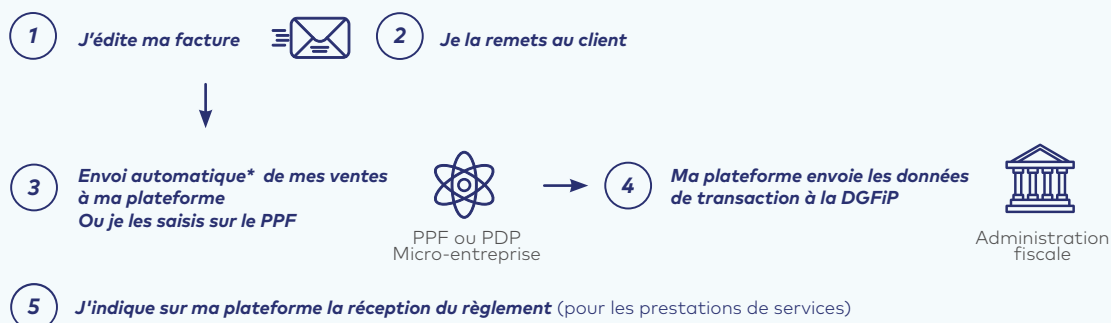 1 J'édite ma facture
2 Je la remets au client
3 Envoi automatique* de mes ventes
à ma plateforme
Ou je les saisis sur le PPF
PPF ou PDP
Micro-entreprise
4 Ma plateforme envoie les données
de transaction à la DGFiP
Administration
fiscale
5 J'indique sur ma plateforme la réception du règlement (pour les prestations de services)